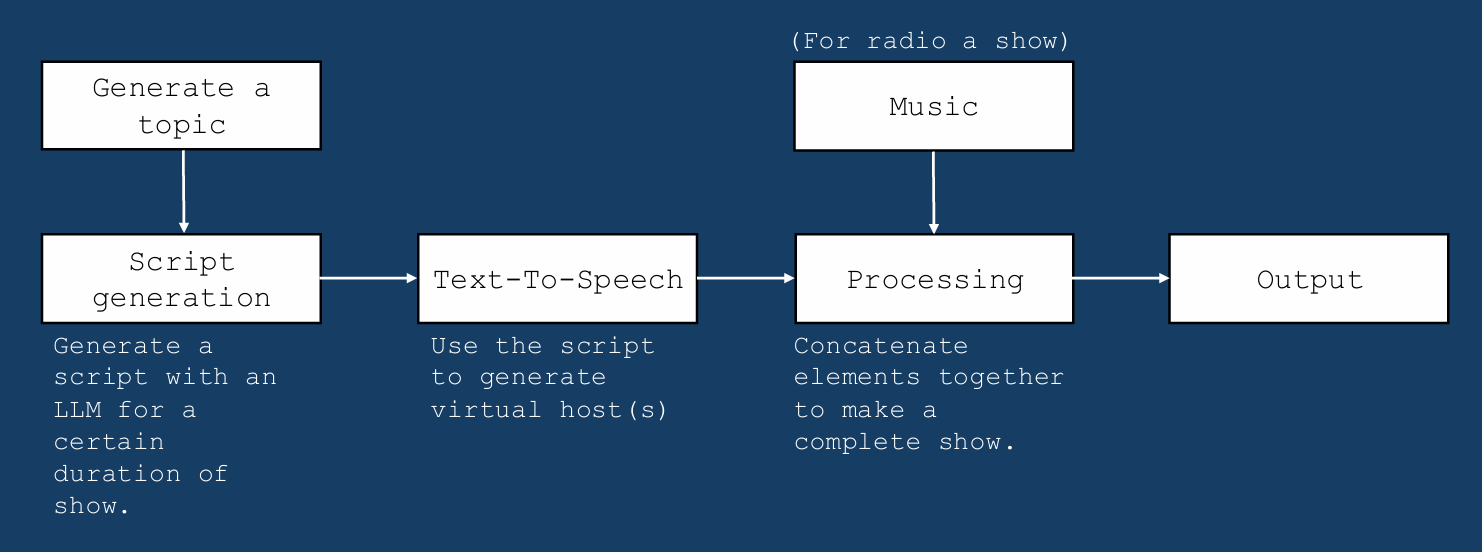 (For radio a show)
Generate a
topic
Music
Script
generation
Text-To-Speech
Processing
Output
Generate a
script with an
LLM for a
certain
duration of
show.
Use the script
to generate
virtual host(s)
Concatenate
elements together
to make a
complete show.